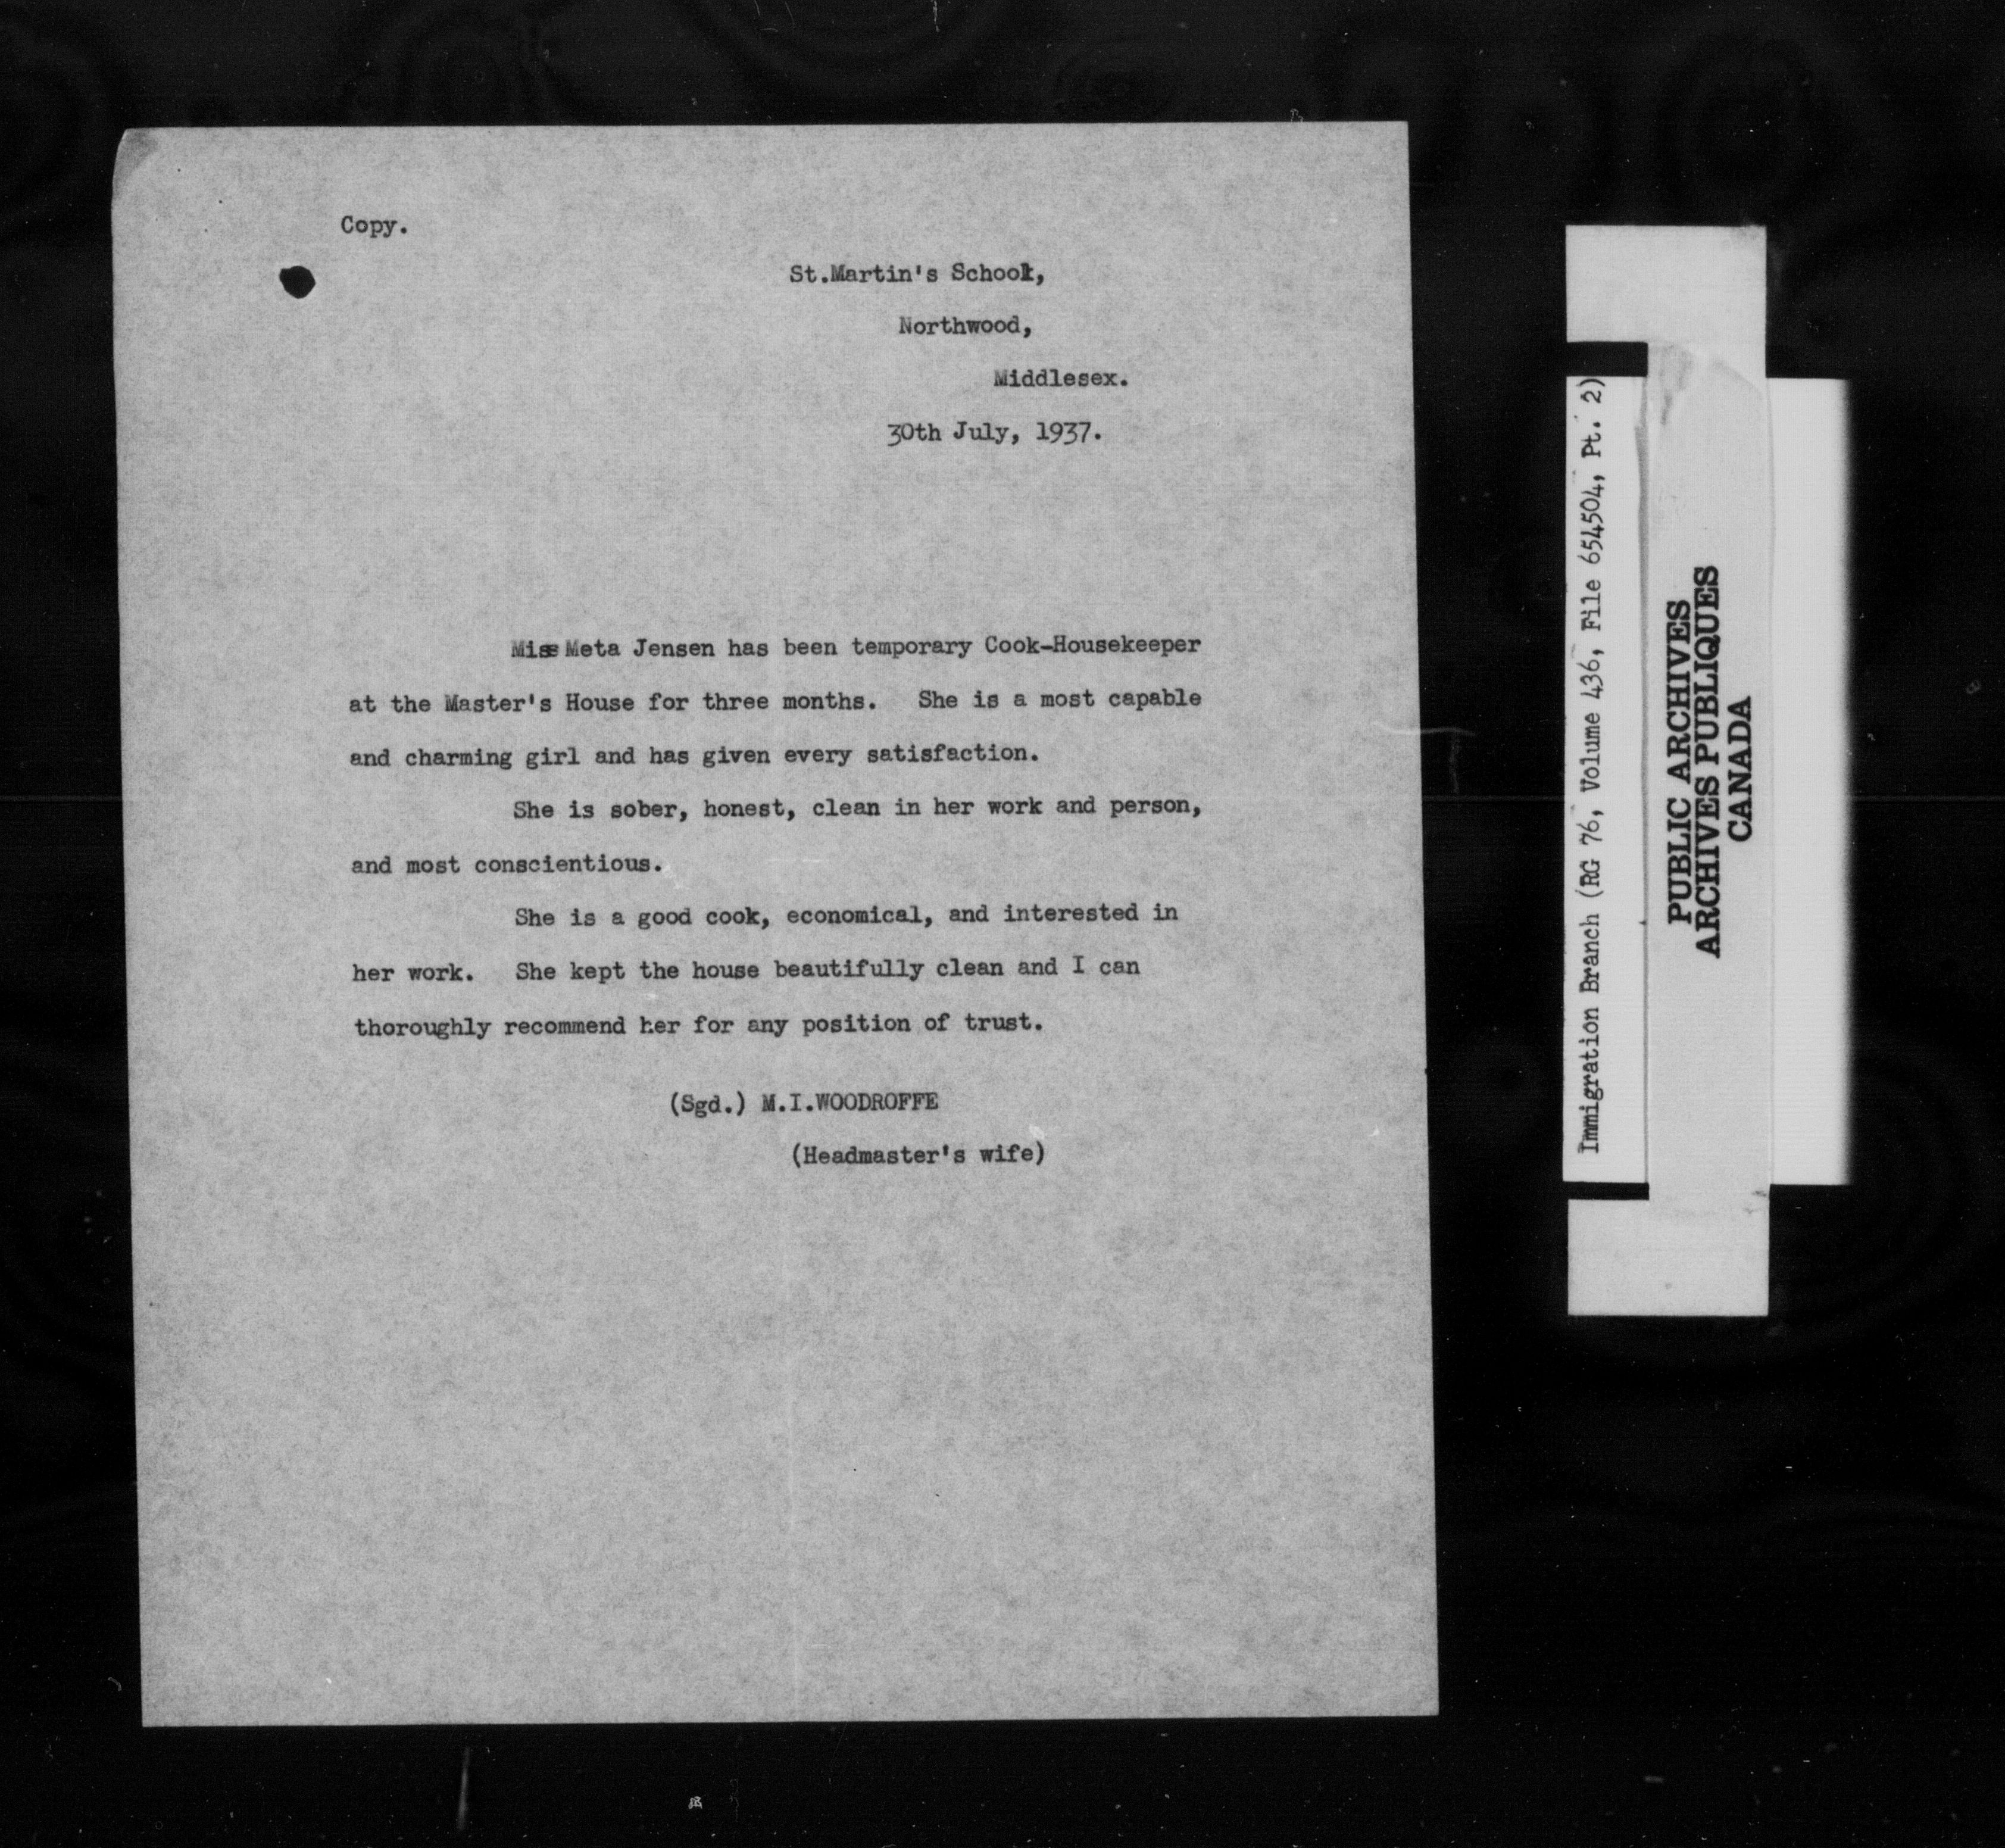 Copy.
St.Martin's School,
Northwood,
Middlesex.
30th July, 1937.
Miss Meta Jensen has been temporary Cook-Housekeeper
at the Master's House for three months. She is a most capable
and charming girl and has given every satisfaction.
She is sober, honest, clean in her work and person,
and most conscientious.
She is a good cook, economical, and interested in
her work. She kept the house beautifully clean and I can
thoroughly recommend her for any position of trust.
(Sgd.) M.I.WOODROFFE
(Headmaster's wife)
Immigration Branch (RG 76, Volume 436, File 654504, Pt. 2)
PUBLIC ARCHIVES
ARCHIVES PUBLIQUES
CANADA